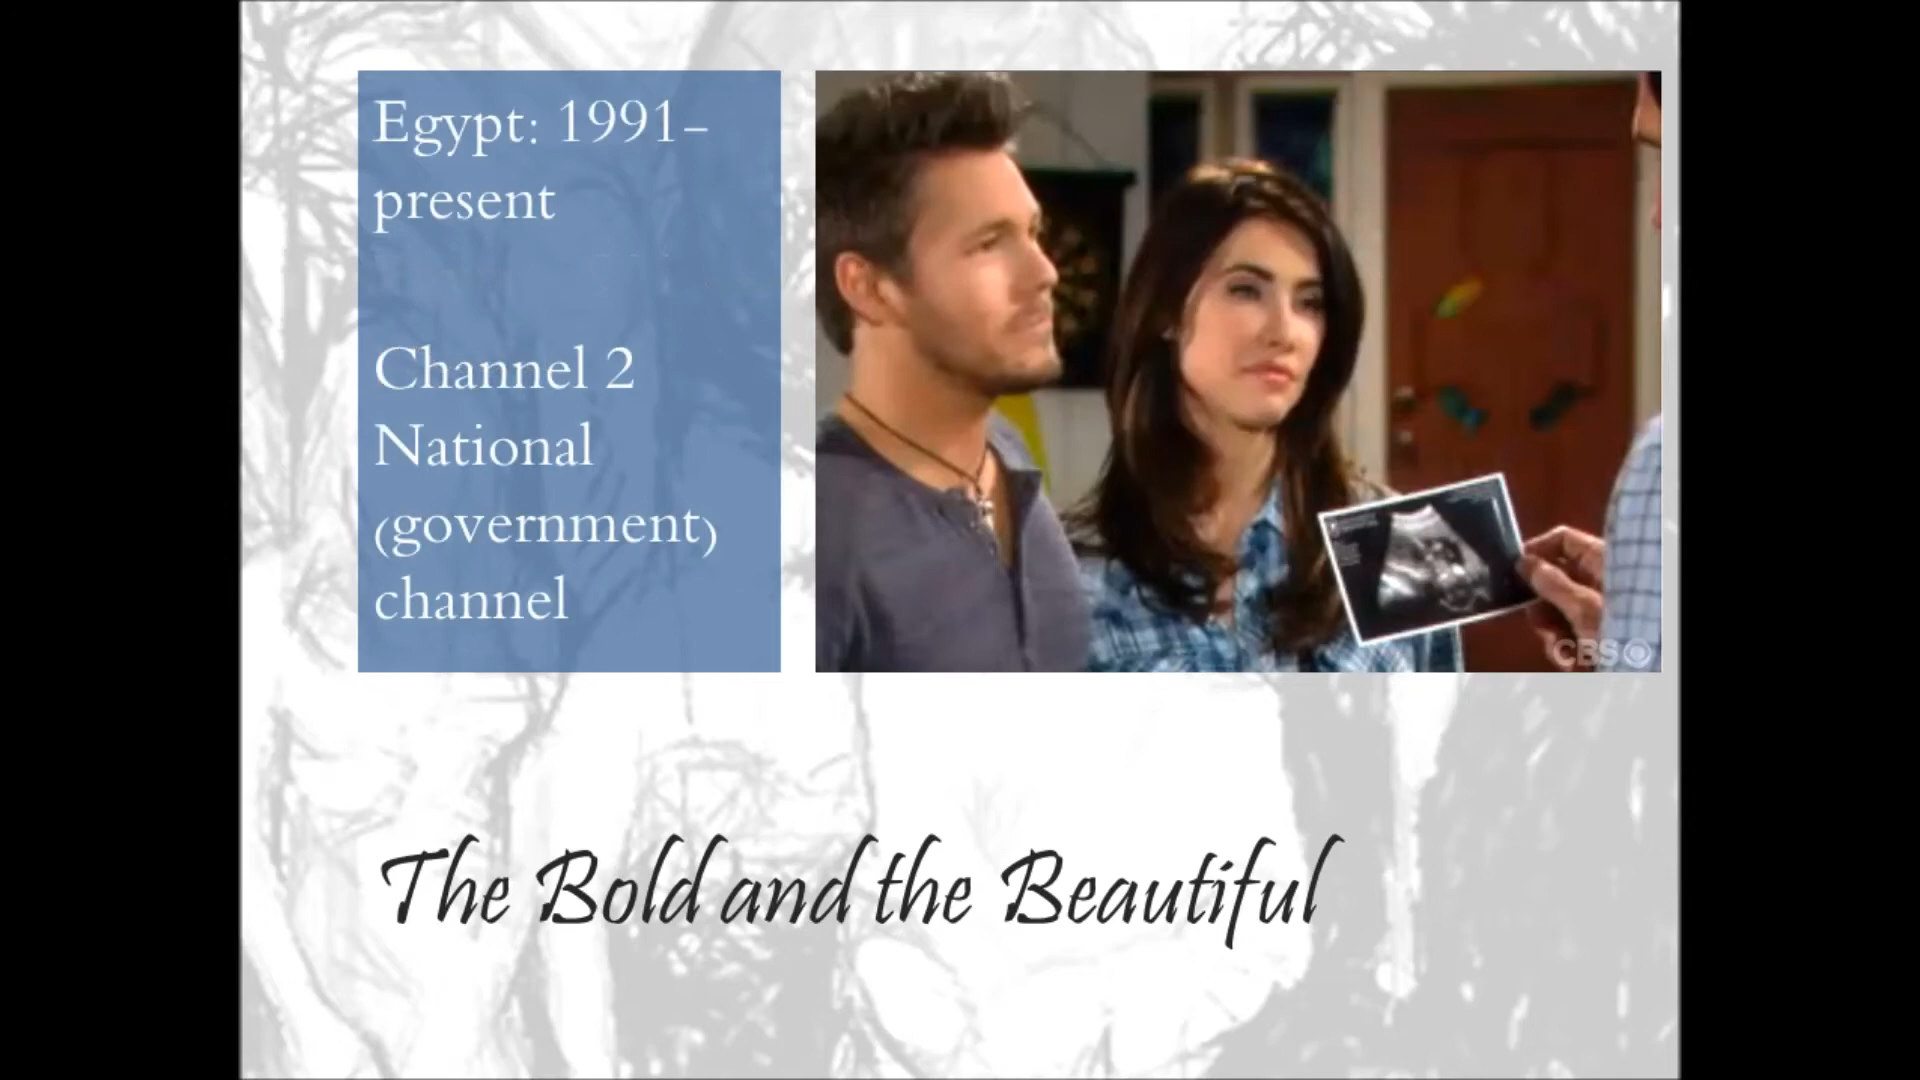 Egypt: 1991–
present
Channel 2
National
(government)
channel
CBS
The Bold and the Beautiful